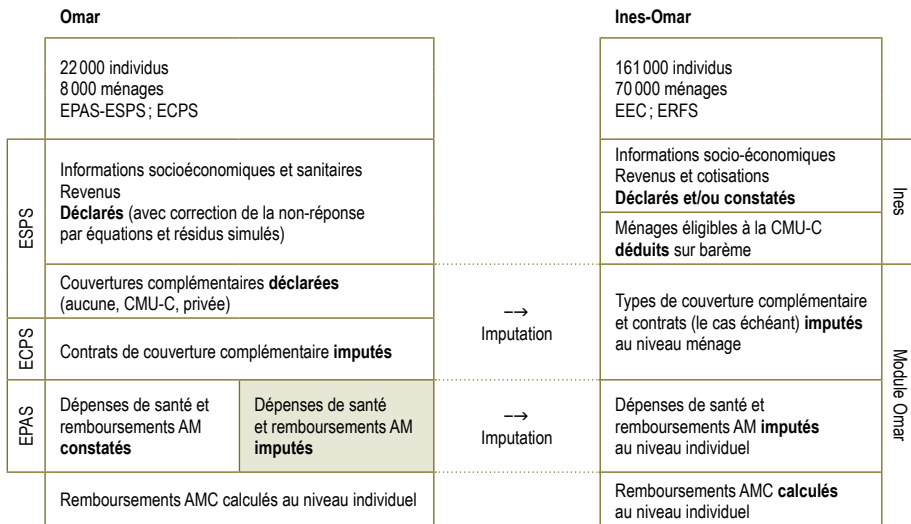 Omar
22 000 individus
8 000 ménages
EPAS-ESPS ; ECPS
ESPS
Informations socioéconomiques et sanitaires
Revenus
Déclarés (avec correction de la non-réponse
par équations et résidus simulés)
Couvertures complémentaires déclarées
(aucune, CMU-C, privée)
ECPS
Contrats de couverture complémentaire imputés
EPAS
Dépenses de santé et
remboursements AM
constatés
Dépenses de santé
et remboursements AM
imputés
Remboursements AMC calculés au niveau individuel
–→
Imputation
–→
Imputation
Ines-Omar
161 000 individus
70 000 ménages
EEC ; ERFS
Informations socio-économiques
Revenus et cotisations
Déclarés et/ou constatés
Ménages éligibles à la CMU-C
déduits sur barème
Ines
Types de couverture complémentaire
et contrats (le cas échéant) imputés
au niveau ménage
Dépenses de santé et
remboursements AM imputés
au niveau individuel
Remboursements AMC calculés
au niveau individuel
Module Omar